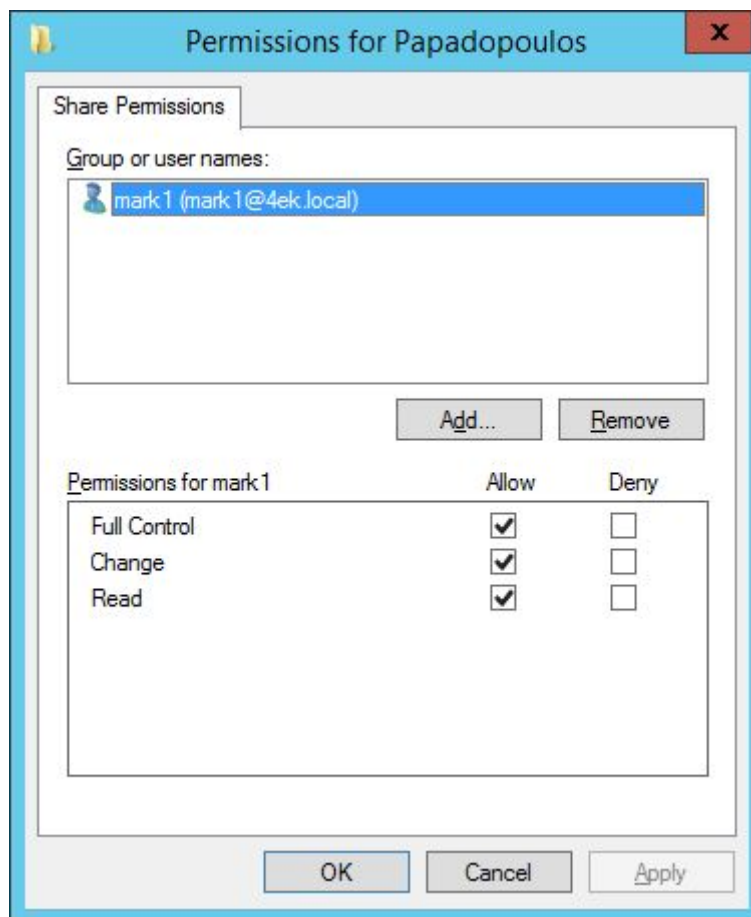 Permissions for Papadopoulos
x
Share Permissions
Group or user names:
mark1 (mark1@4ek.local)
Add... Remove
Permissions for mark1 Allow Deny
Full Control
Change
Read
OK Cancel Apply